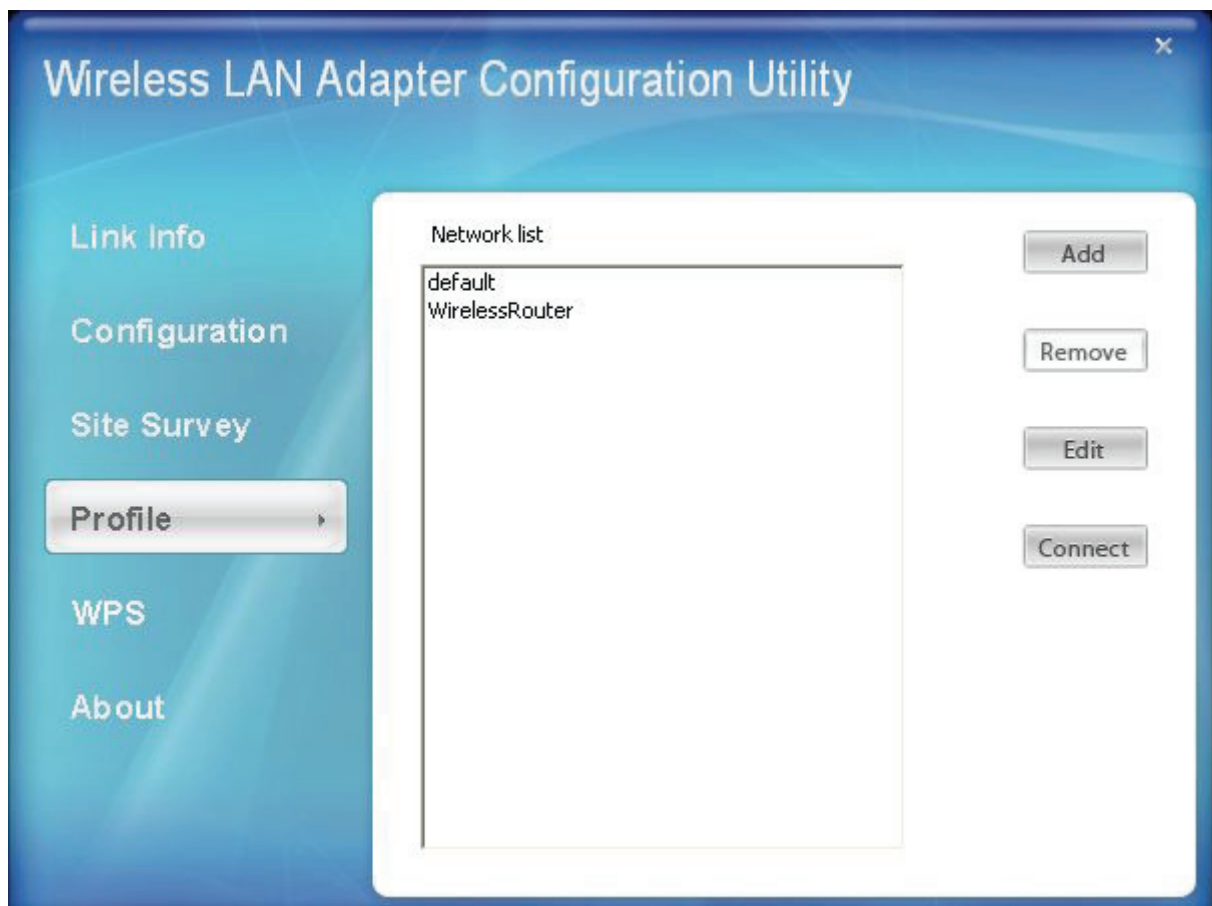 Wireless LAN Adapter Configuration Utility
×
Link Info
Configuration
Site Survey
Profile
WPS
About
Network list
default
WirelessRouter
Add
Remove
Edit
Connect